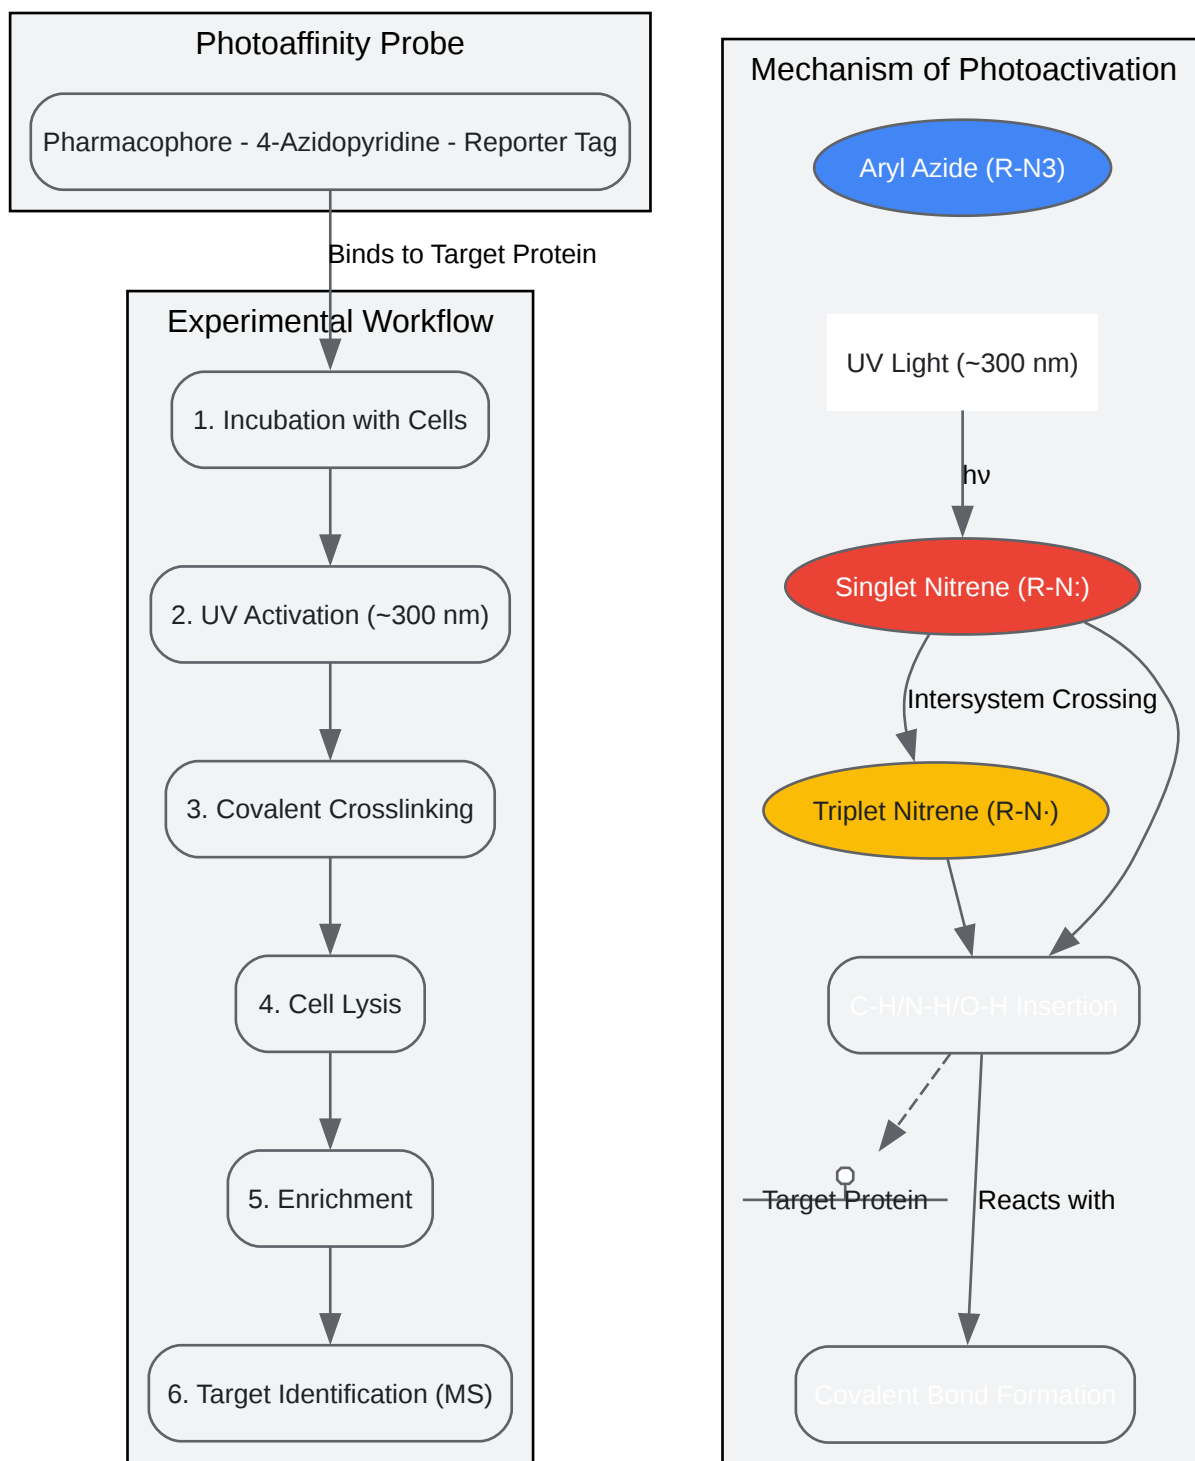 Photoaffinity Probe
Pharmacophore - 4-Azidopyridine - Reporter Tag
Binds to Target Protein
Experimental Workflow
1. Incubation with Cells
2. UV Activation (~300 nm)
3. Covalent Crosslinking
4. Cell Lysis
5. Enrichment
6. Target Identification (MS)
Mechanism of Photoactivation
Aryl Azide (R-N3)
UV Light (~300 nm)
hν
Singlet Nitrene (R-N:)
Intersystem Crossing
Triplet Nitrene (R-N·)
C-H/N-H/O-H Insertion
Target Protein
Reacts with
Covalent Bond Formation